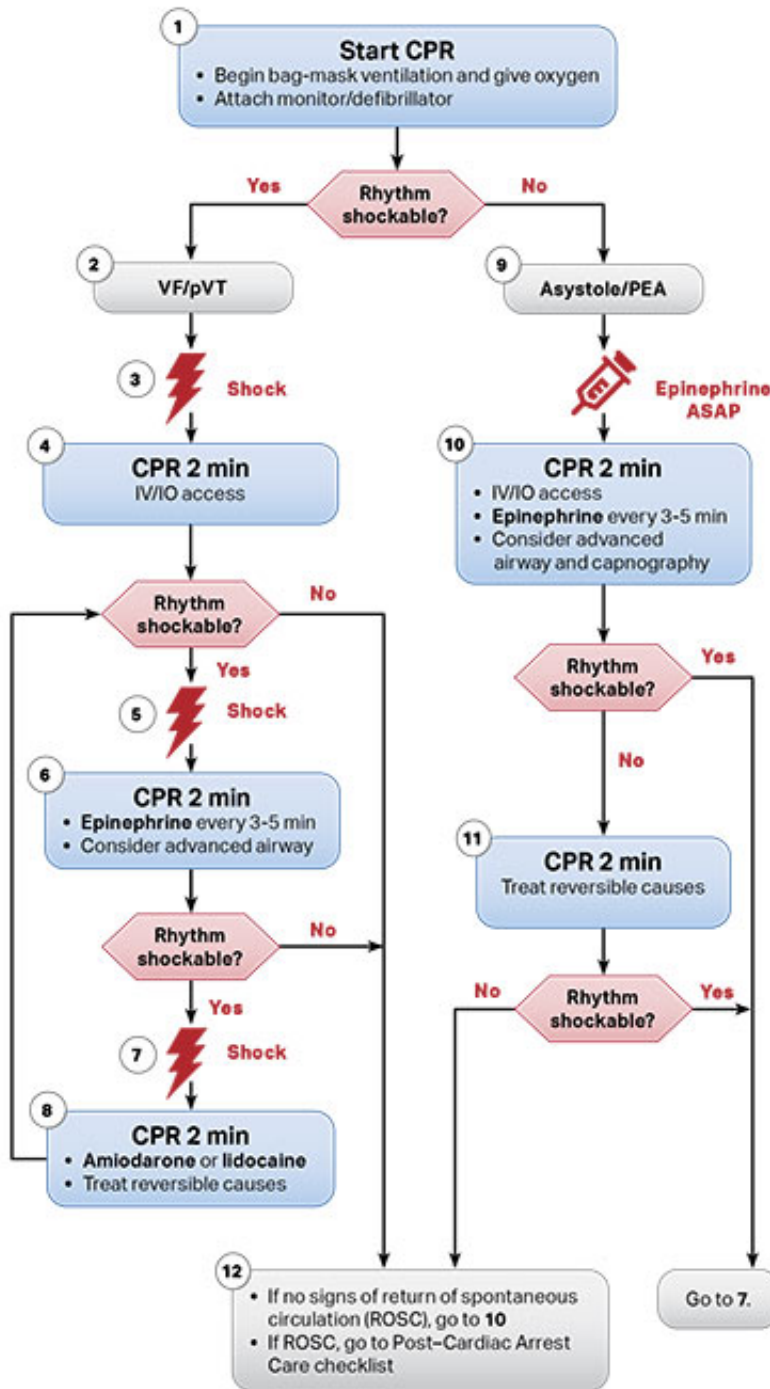 1
Start CPR
• Begin bag-mask ventilation and give oxygen
• Attach monitor/defibrillator
Rhythm
shockable?
Yes
No
2
VF/pVT
3
Shock
4
CPR 2 min
IV/IO access
Rhythm
shockable?
No
Yes
5
Shock
6
CPR 2 min
• Epinephrine every 3-5 min
• Consider advanced airway
Rhythm
shockable?
No
Yes
7
Shock
8
CPR 2 min
• Amiodarone or lidocaine
• Treat reversible causes
9
Asystole/PEA
Epinephrine
ASAP
10
CPR 2 min
• IV/IO access
• Epinephrine every 3-5 min
• Consider advanced
airway and capnography
Rhythm
shockable?
Yes
No
11
CPR 2 min
Treat reversible causes
Rhythm
shockable?
No
Yes
12
• If no signs of return of spontaneous
circulation (ROSC), go to 10
• If ROSC, go to Post–Cardiac Arrest
Care checklist
Go to 7.